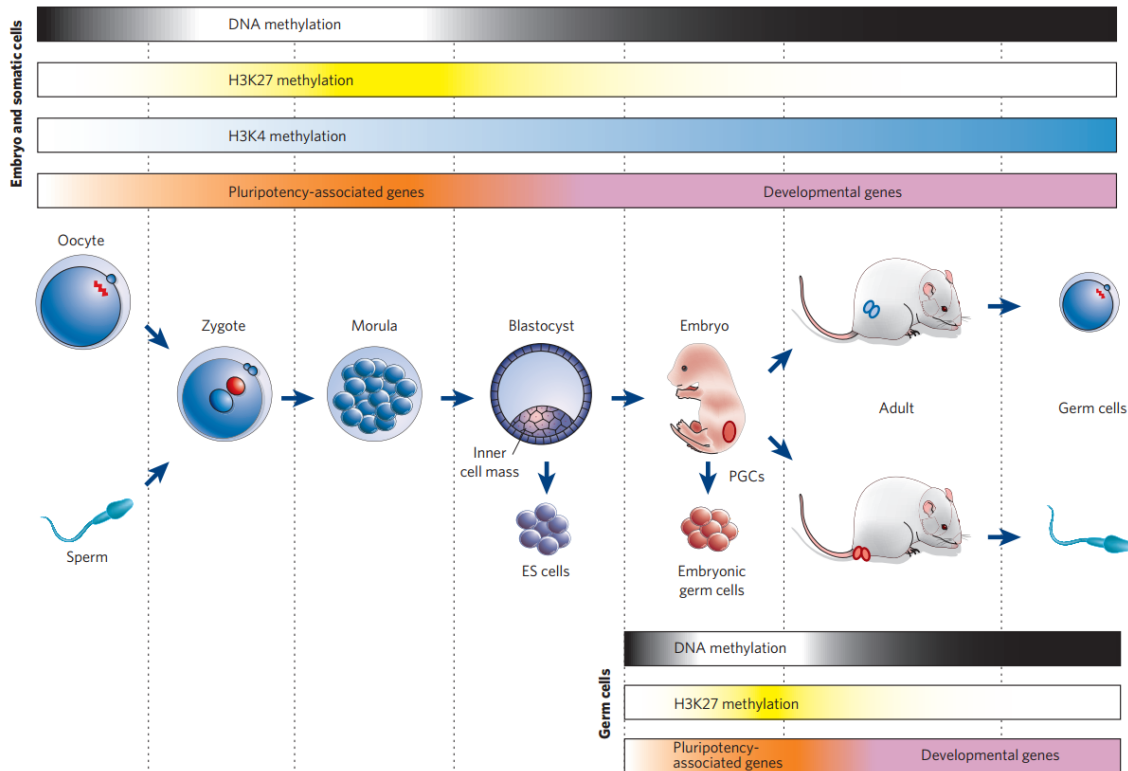 Embryo and somatic cells
DNA methylation
H3K27 methylation
H3K4 methylation
Pluripotency-associated genes
Developmental genes
Oocyte
Zygote
Morula
Blastocyst
Embryo
Adult
Germ cells
Inner
cell mass
PGCs
Sperm
ES cells
Embryonic
germ cells
Germ cells
DNA methylation
H3K27 methylation
Pluripotency-
associated genes
Developmental genes